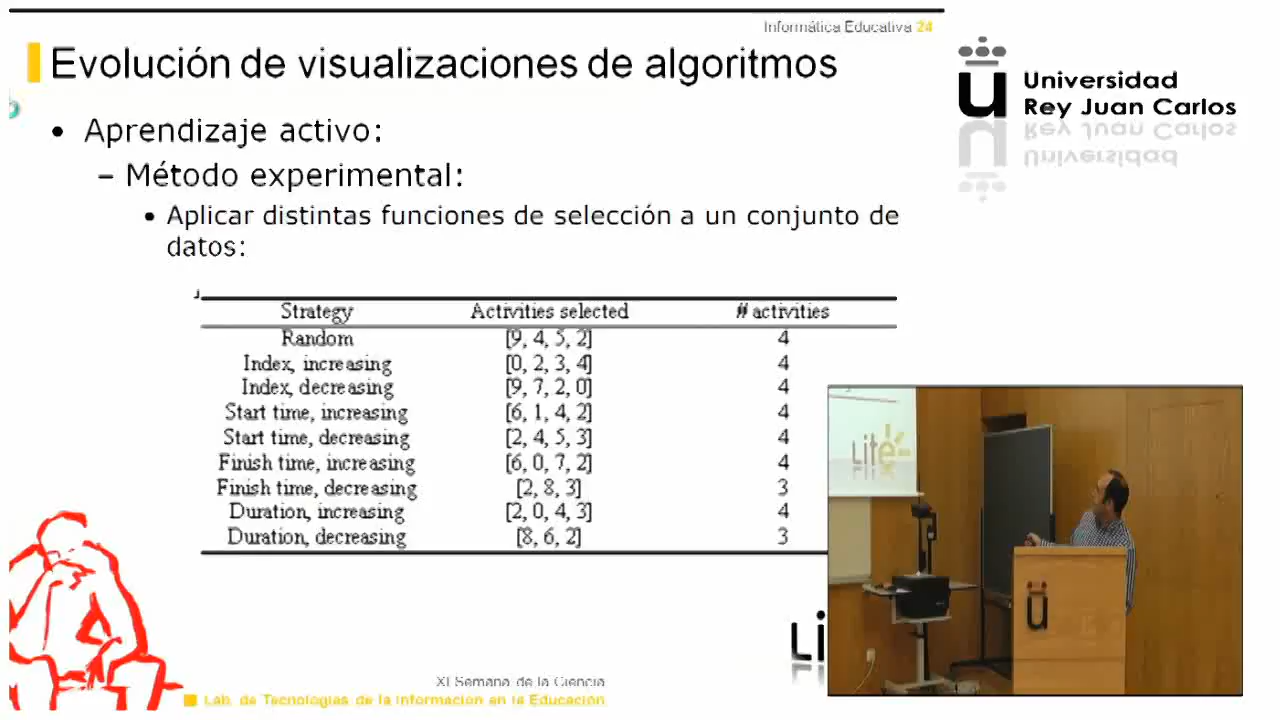 Informática Educativa 24
Evolución de visualizaciones de algoritmos
Universidad
Rey Juan Carlos
• Aprendizaje activo:
– Método experimental:
• Aplicar distintas funciones de selección a un conjunto de
datos:
Strategy Activities selected # activities
Random [9, 4, 5, 2] 4
Index, increasing [0, 2, 3, 4] 4
Index, decreasing [9, 7, 2, 0] 4
Start time, increasing [6, 1, 4, 2] 4
Start time, decreasing [2, 4, 5, 3] 4
Finish time, increasing [6, 0, 7, 2] 4
Finish time, decreasing [2, 8, 3] 3
Duration, increasing [2, 0, 4, 3] 4
Duration, decreasing [8, 6, 2] 3
Lite
Li
XI Semana de la Ciencia
Lab. de Tecnologías de la Información en la Educación